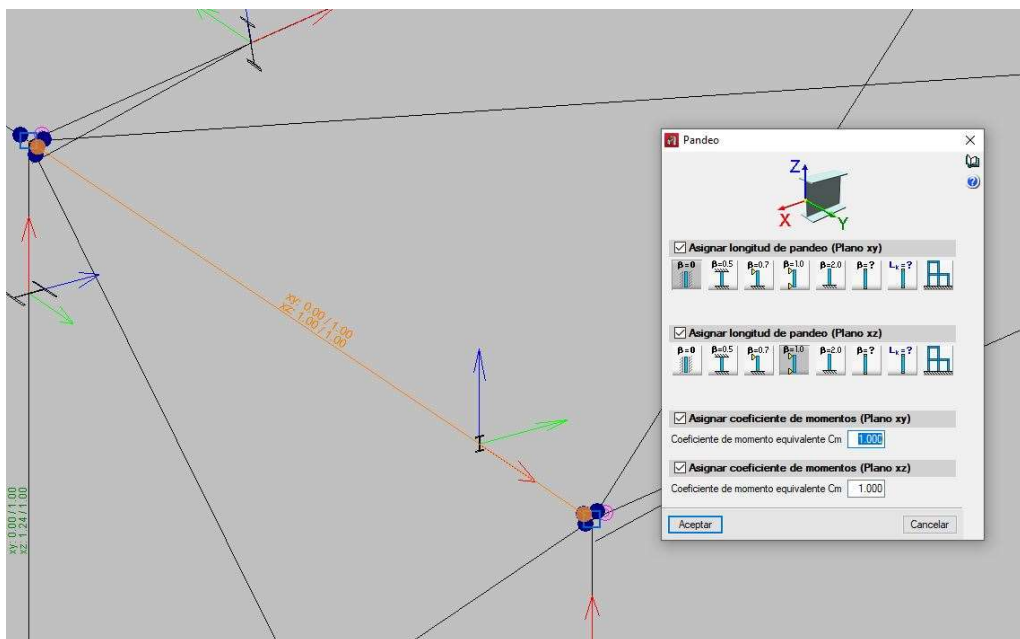 Pandeo
Z
X
Y
Asignar longitud de pandeo (Plano xy)
β=0 β=0.5 β=0.7 β=1.0 β=2.0 β=? Lk=?
Asignar longitud de pandeo (Plano xz)
β=0 β=0.5 β=0.7 β=1.0 β=2.0 β=? Lk=?
Asignar coeficiente de momentos (Plano xy)
Coeficiente de momento equivalente Cm 1.000
Asignar coeficiente de momentos (Plano xz)
Coeficiente de momento equivalente Cm 1.000
Aceptar Cancelar
xy: 0.00 / 1.00
xz: 1.00 / 1.00
xy: 0.00 / 1.00
xz: 1.24 / 1.00